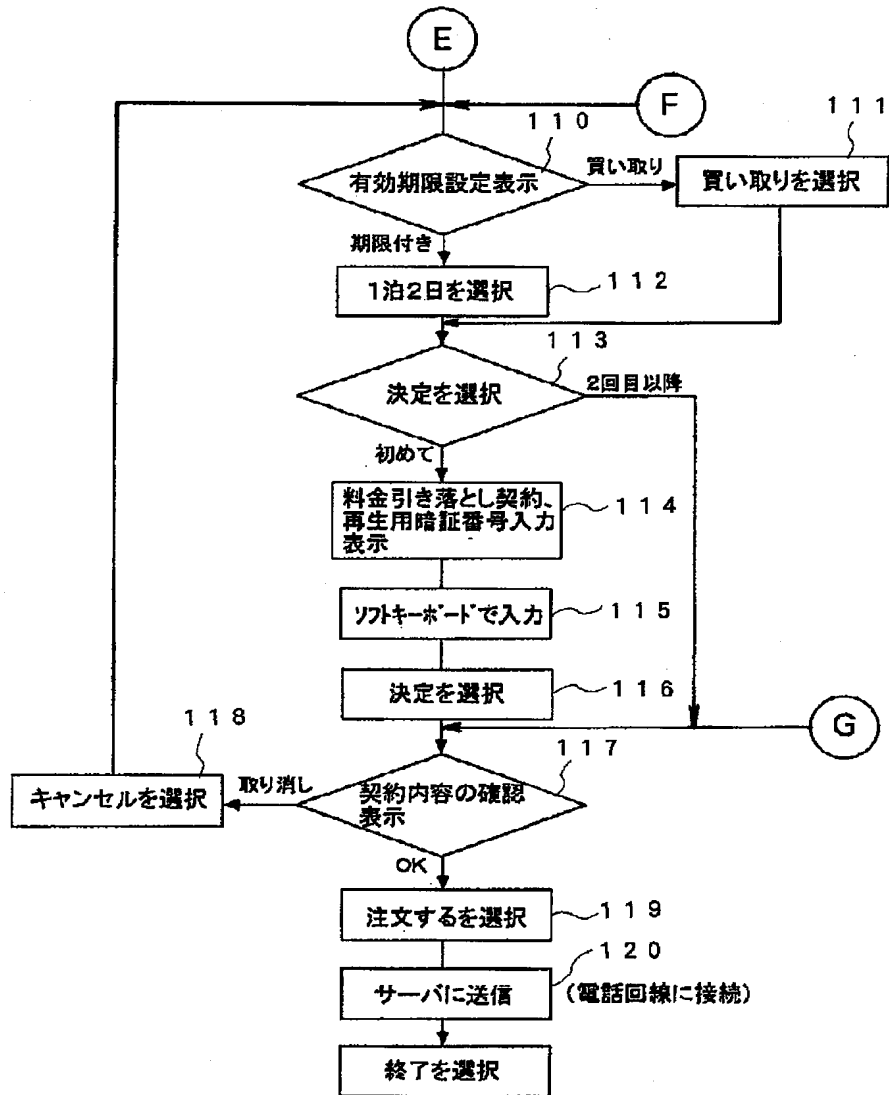 E
F
110
111
有効期限設定表示
買い取り
買い取りを選択
期限付き
1泊2日を選択
112
113
決定を選択
2回目以降
初めて
料金引き落とし契約、
再生用暗証番号入力
表示
114
ソフトキーボードで入力
115
決定を選択
116
G
118
117
キャンセルを選択
取り消し
契約内容の確認
表示
OK
注文するを選択
119
120
サーバに送信
(電話回線に接続)
終了を選択